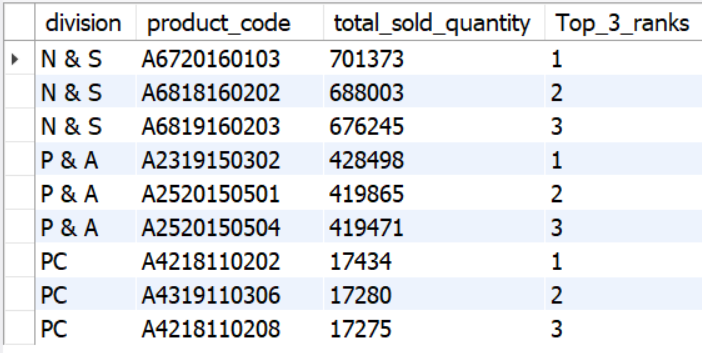 division product_code total_sold_quantity Top_3_ranks
N & S A6720160103 701373 1
N & S A6818160202 688003 2
N & S A6819160203 676245 3
P & A A2319150302 428498 1
P & A A2520150501 419865 2
P & A A2520150504 419471 3
PC A4218110202 17434 1
PC A4319110306 17280 2
PC A4218110208 17275 3